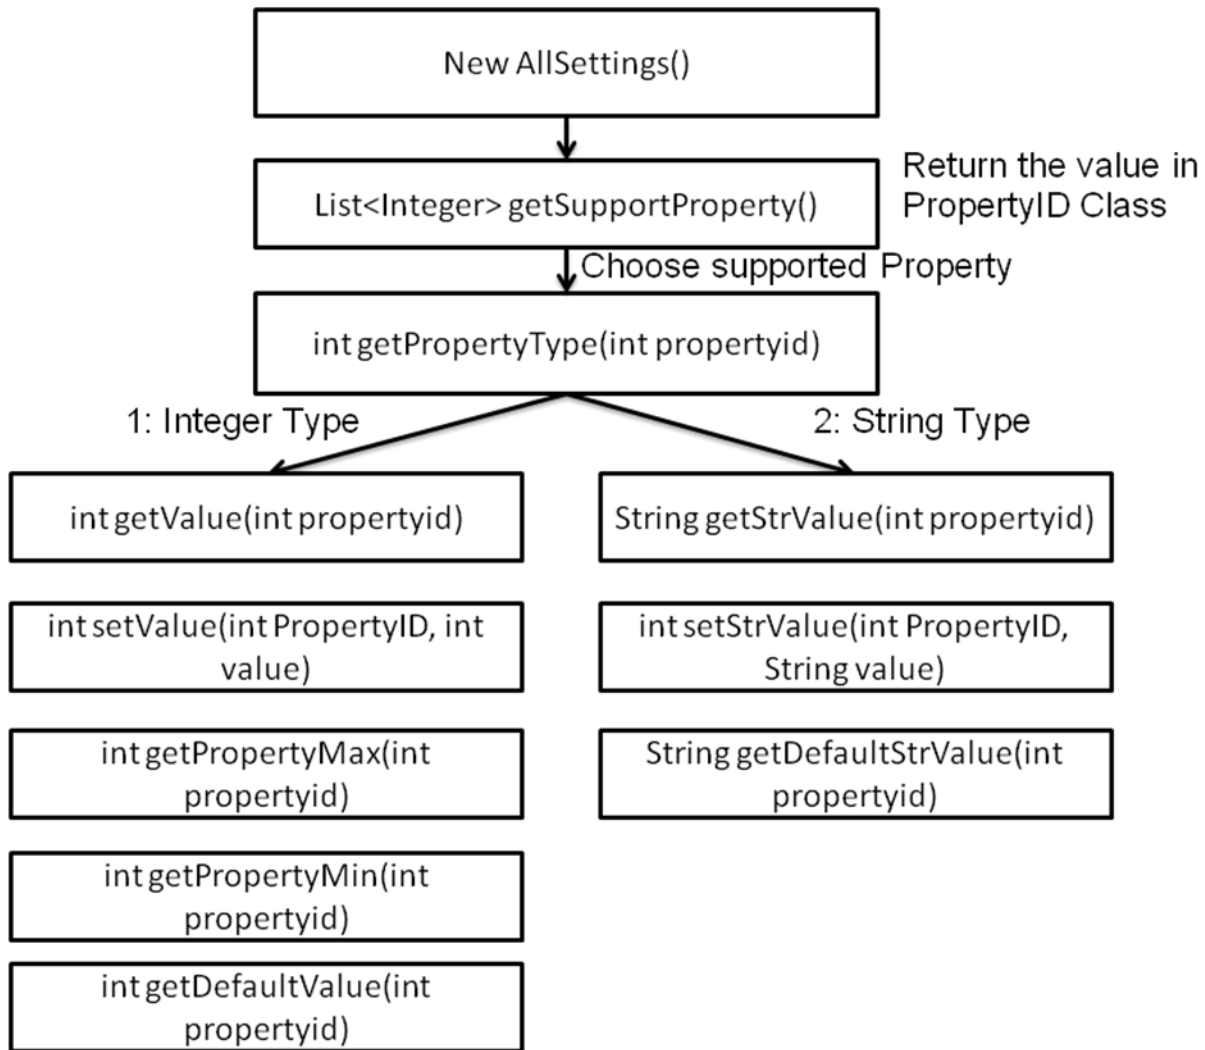 New AllSettings()
List<Integer> getSupportProperty()
Return the value in
PropertyID Class
Choose supported Property
int getPropertyType(int propertyid)
1: Integer Type
2: String Type
int getValue(int propertyid)
String getStrValue(int propertyid)
int setValue(int PropertyID, int
value)
int setStrValue(int PropertyID,
String value)
int getPropertyMax(int
propertyid)
String getDefaultStrValue(int
propertyid)
int getPropertyMin(int
propertyid)
int getDefaultValue(int
propertyid)